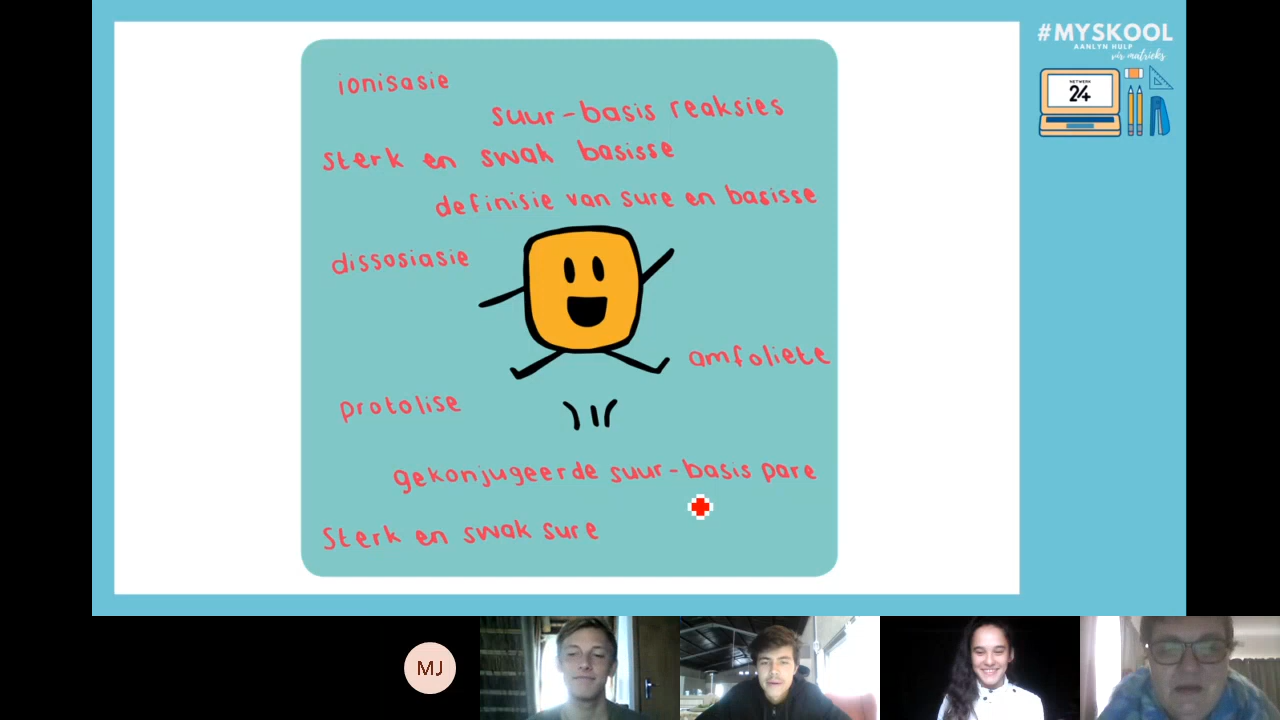 ionisasie
suur-basis reaksies
sterk en swak basisse
definisie van sure en basisse
dissosiasie
amfoliete
protolise
gekonjugeerde suur-basis pare
Sterk en swak sure
#MYSKOOL
AANLYN HULP
vir matrieks
NETWERK
24
MJ